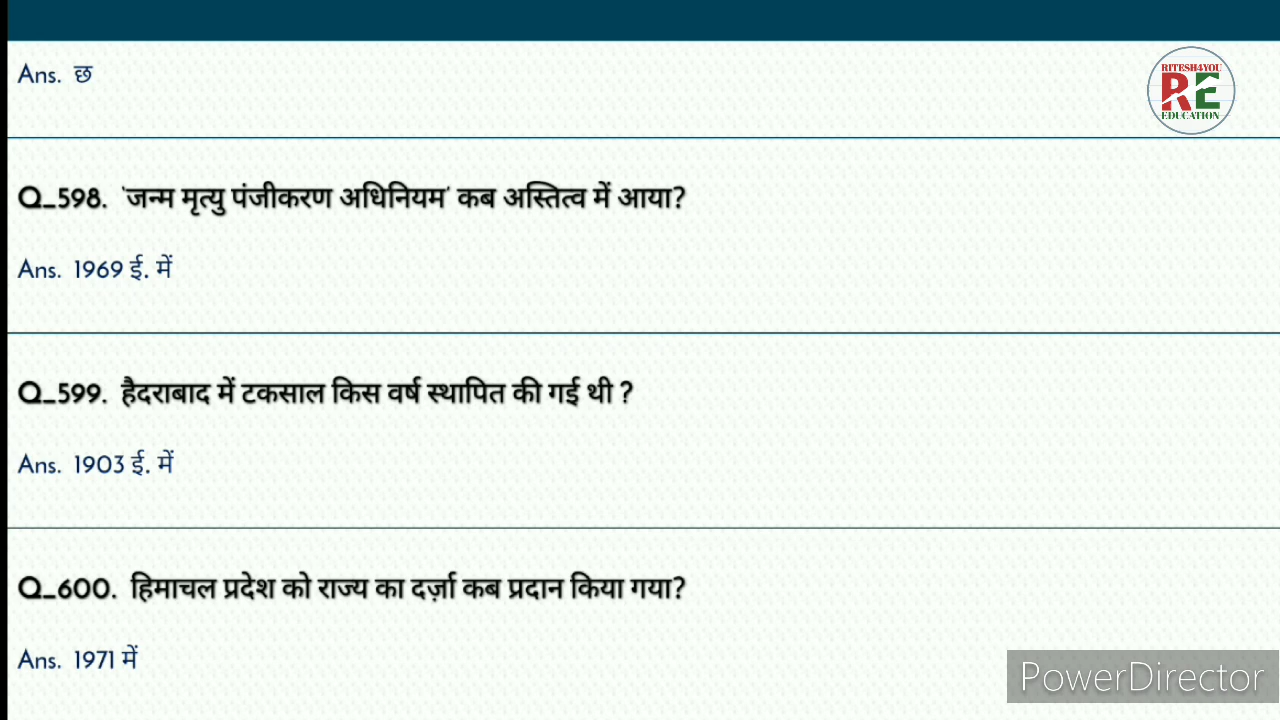 Ans. छ
RITESH4YOU
RE
EDUCATION
Q_598. 'जन्म मृत्यु पंजीकरण अधिनियम' कब अस्तित्व में आया?
Ans. 1969 ई. में
Q_599. हैदराबाद में टकसाल किस वर्ष स्थापित की गई थी ?
Ans. 1903 ई. में
Q_600. हिमाचल प्रदेश को राज्य का दर्ज़ा कब प्रदान किया गया?
Ans. 1971 में
PowerDirector